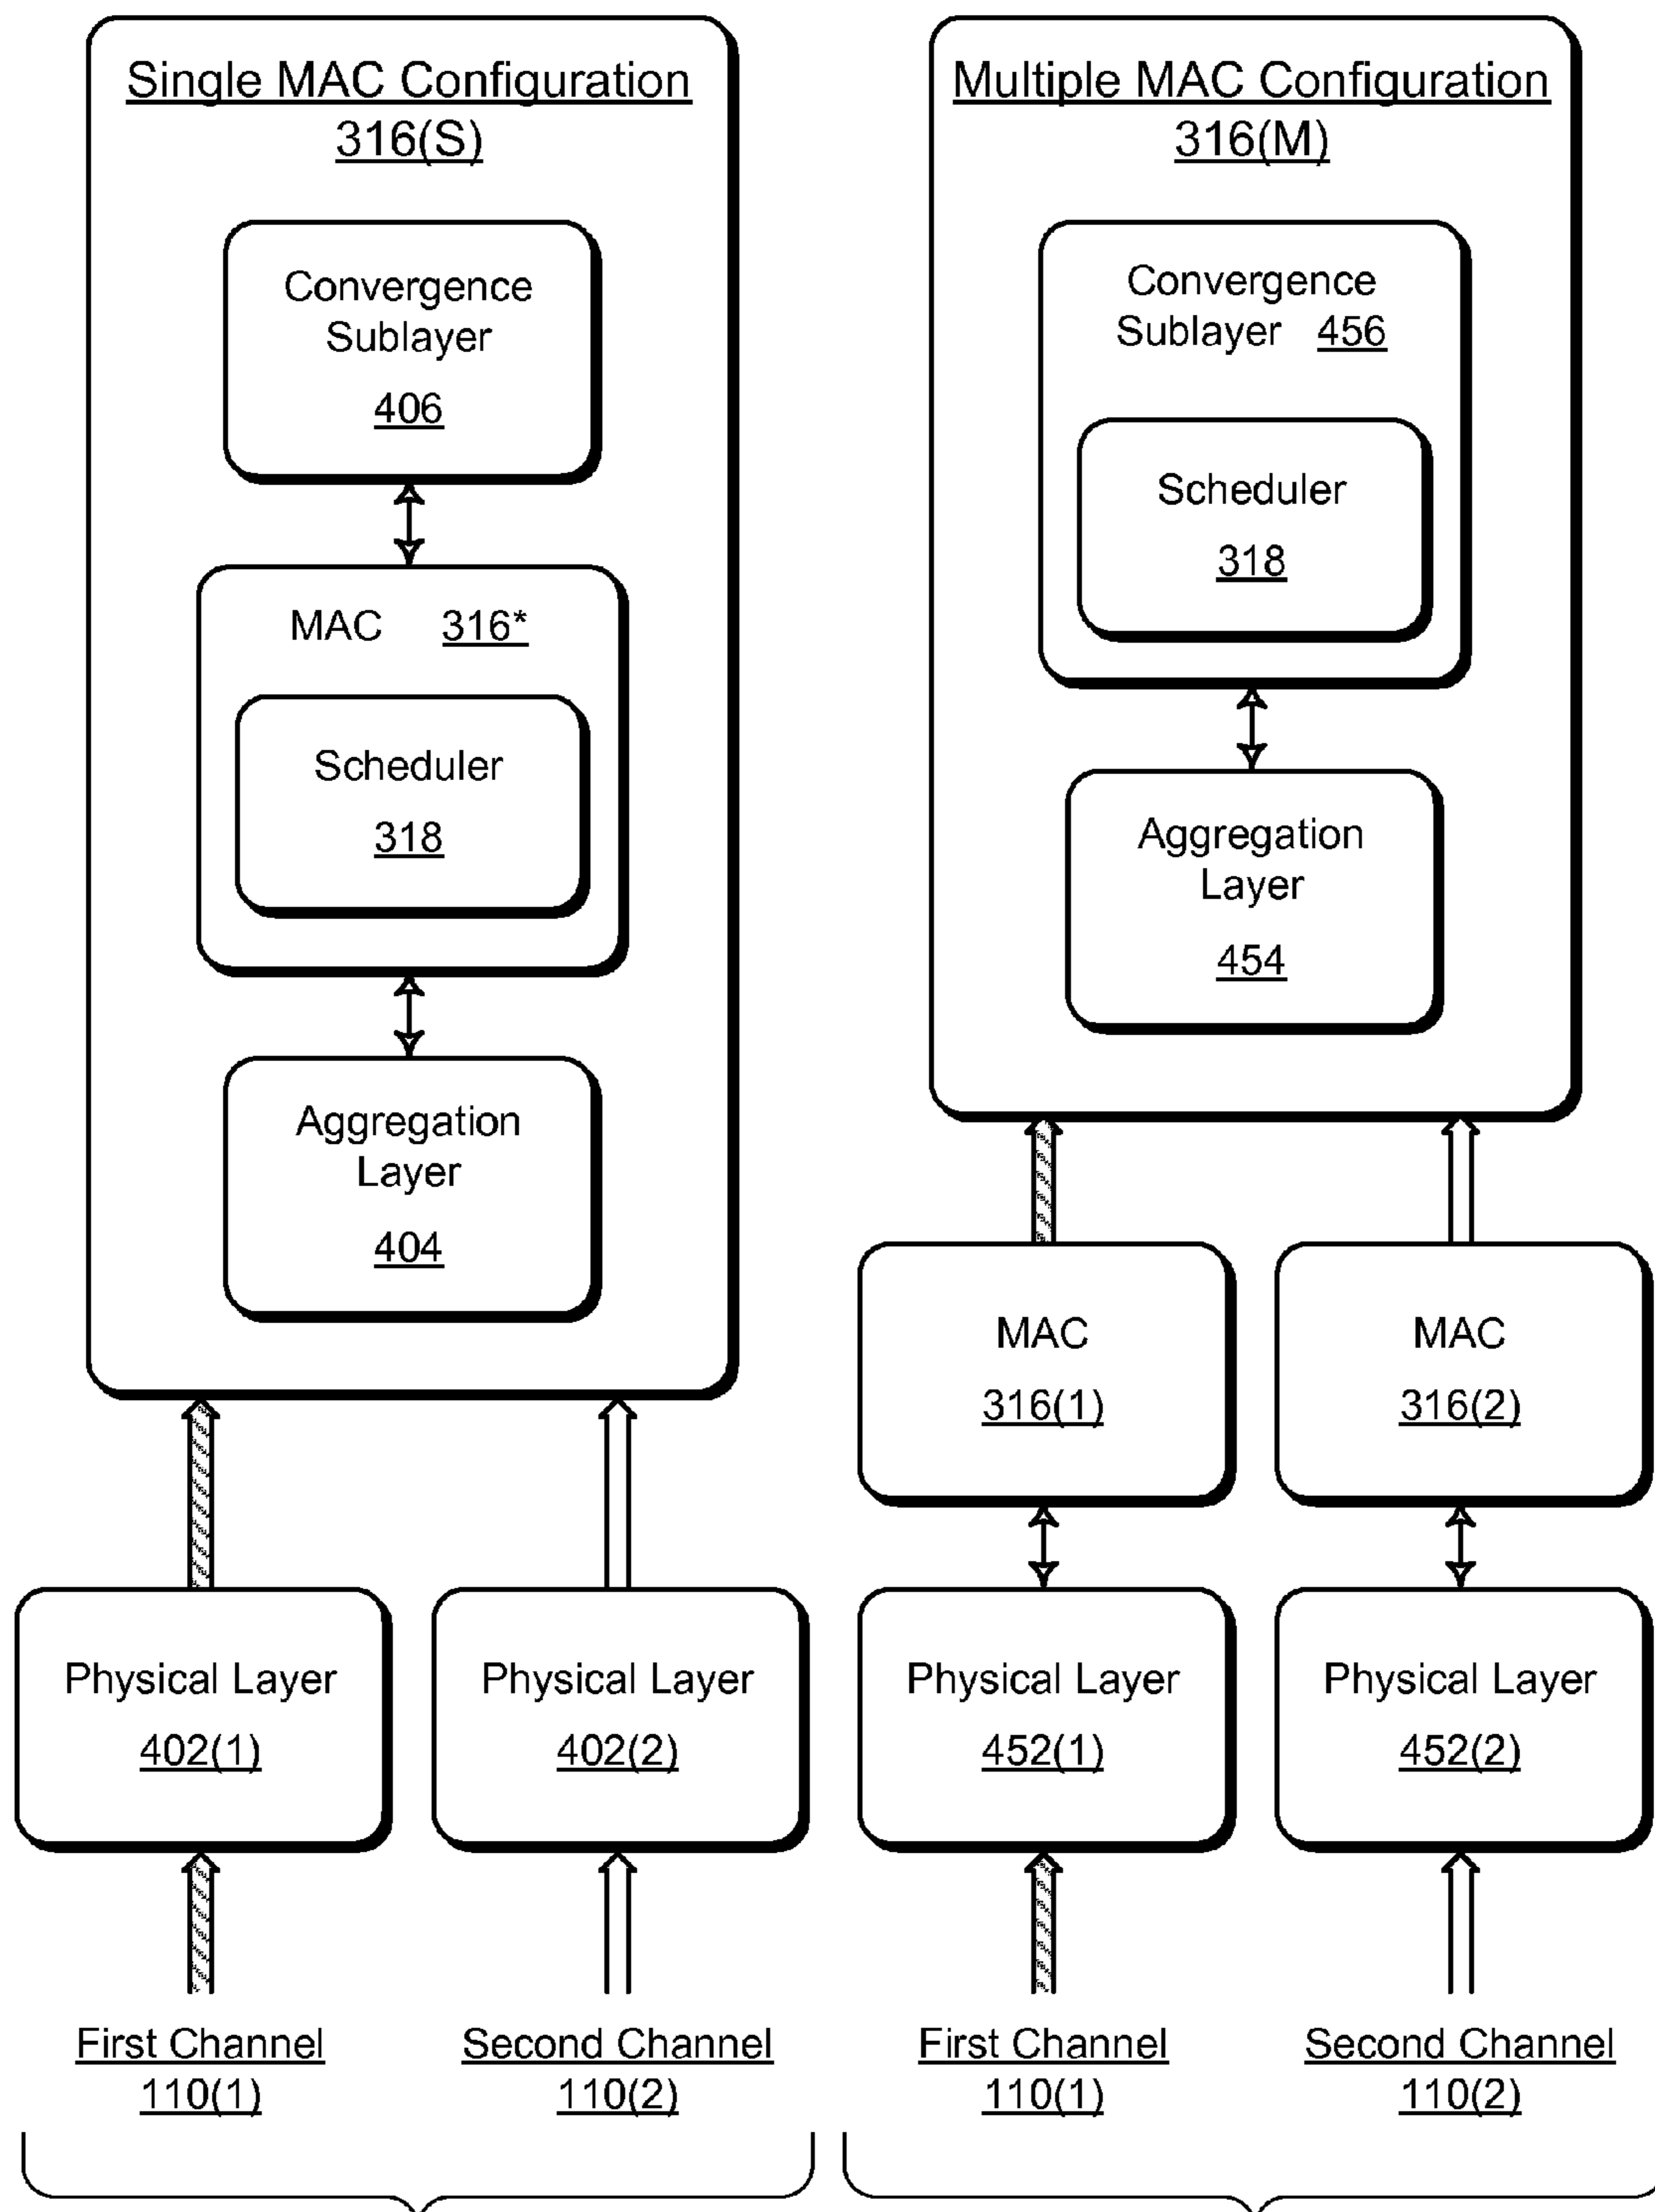 Single MAC Configuration
316(S)
Convergence
Sublayer
406
MAC 316*
Scheduler
318
Aggregation
Layer
404
Physical Layer
402(1)
Physical Layer
402(2)
First Channel
110(1)
Second Channel
110(2)
Multiple MAC Configuration
316(M)
Convergence
Sublayer 456
Scheduler
318
Aggregation
Layer
454
MAC
316(1)
MAC
316(2)
Physical Layer
452(1)
Physical Layer
452(2)
First Channel
110(1)
Second Channel
110(2)